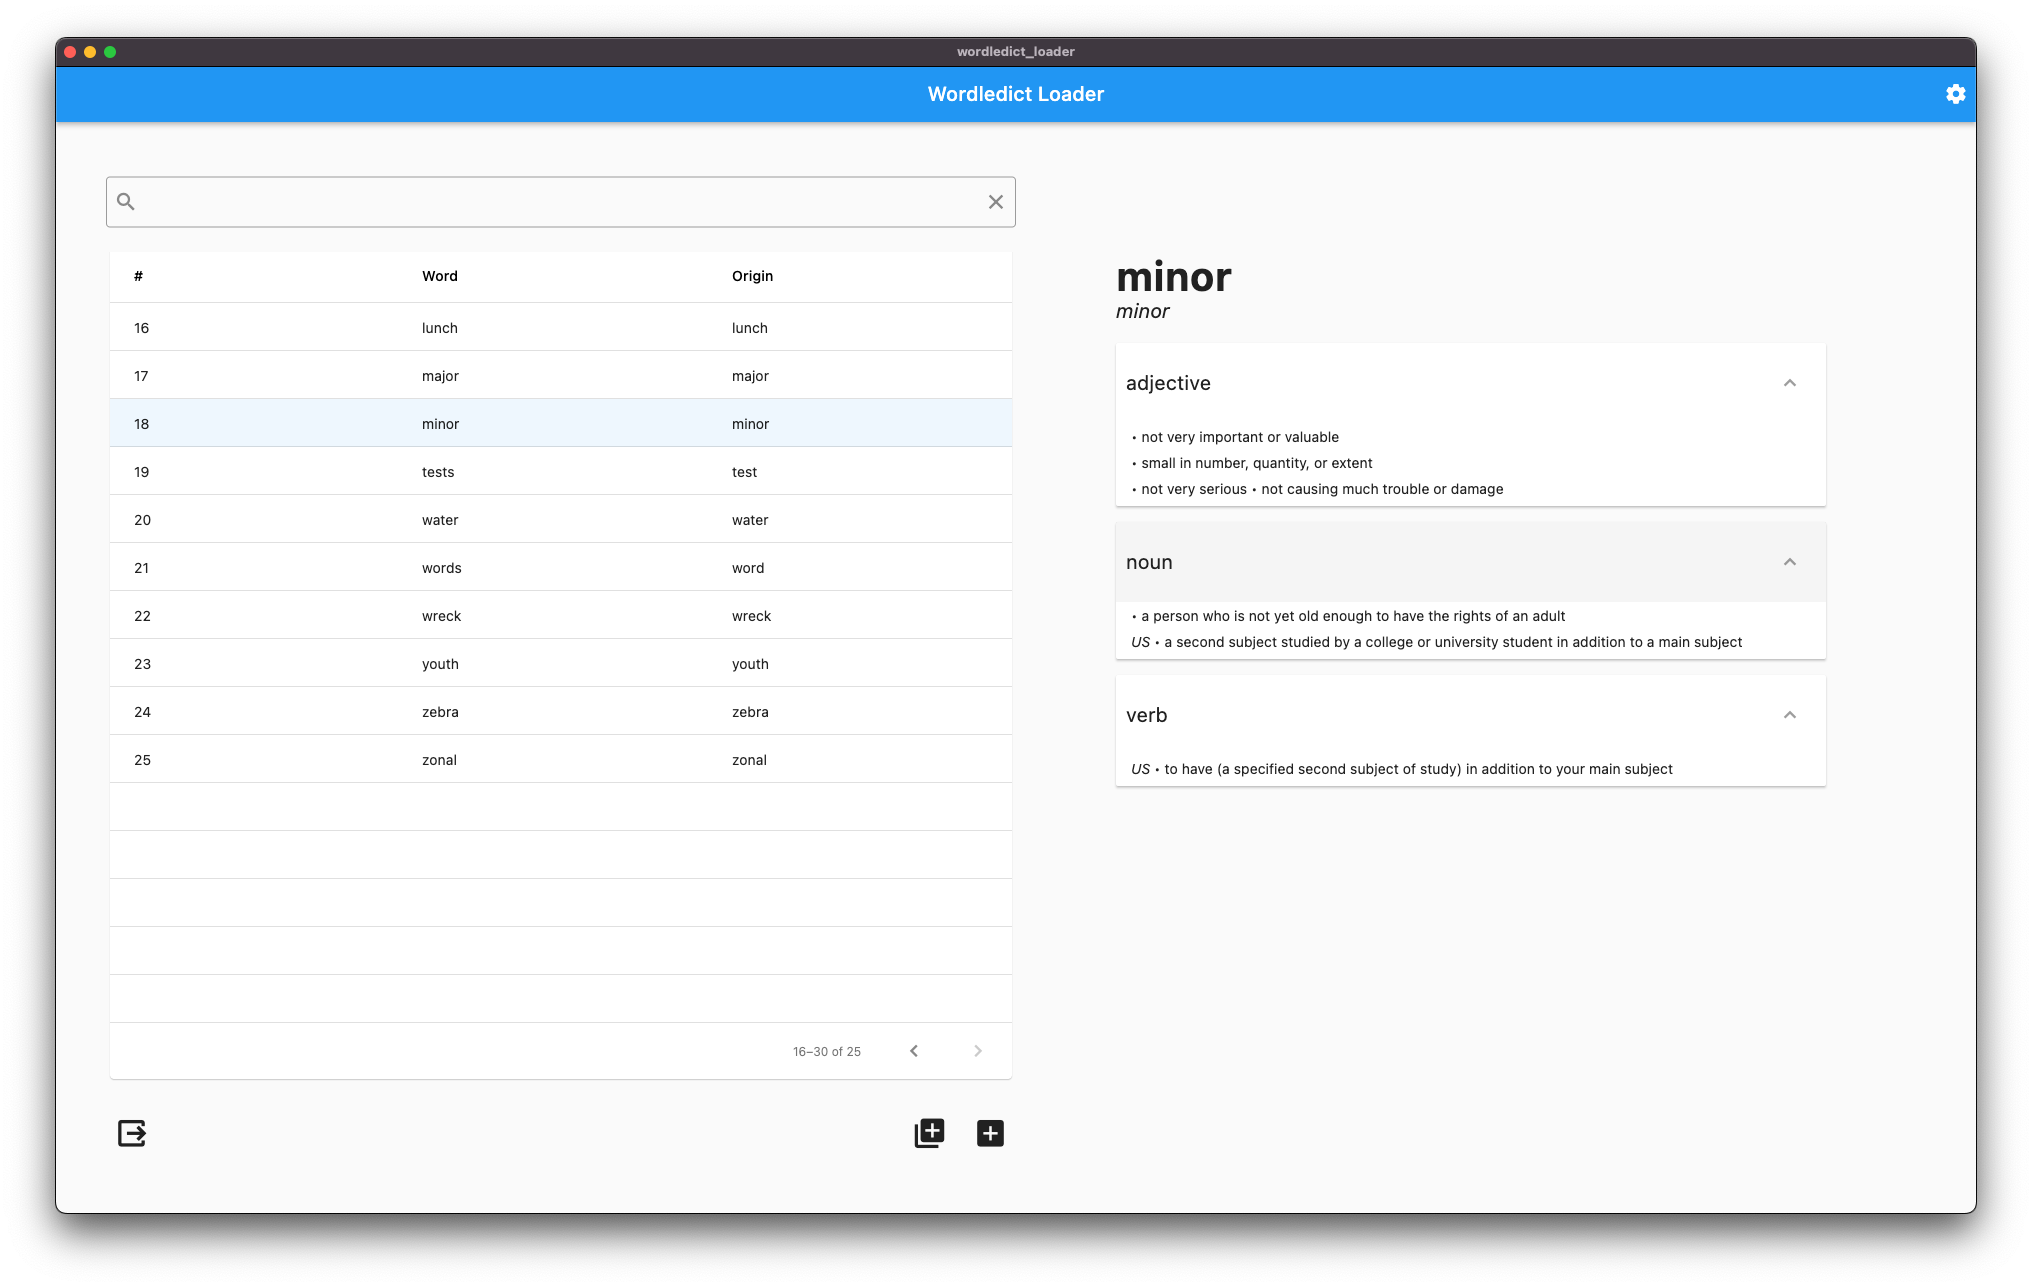 wordledict_loader
Wordledict Loader
# Word Origin
16 lunch lunch
17 major major
18 minor minor
19 tests test
20 water water
21 words word
22 wreck wreck
23 youth youth
24 zebra zebra
25 zonal zonal
16–30 of 25
minor
minor
adjective
• not very important or valuable
• small in number, quantity, or extent
• not very serious • not causing much trouble or damage
noun
• a person who is not yet old enough to have the rights of an adult
US • a second subject studied by a college or university student in addition to a main subject
verb
US • to have (a specified second subject of study) in addition to your main subject